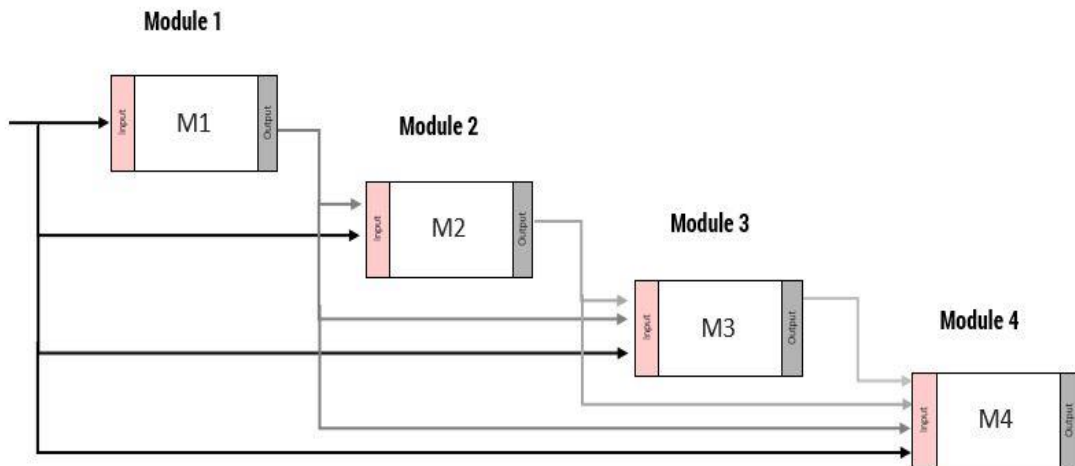 Module 1
Input
M1
Output
Module 2
Input
M2
Output
Module 3
Input
M3
Output
Module 4
Input
M4
Output